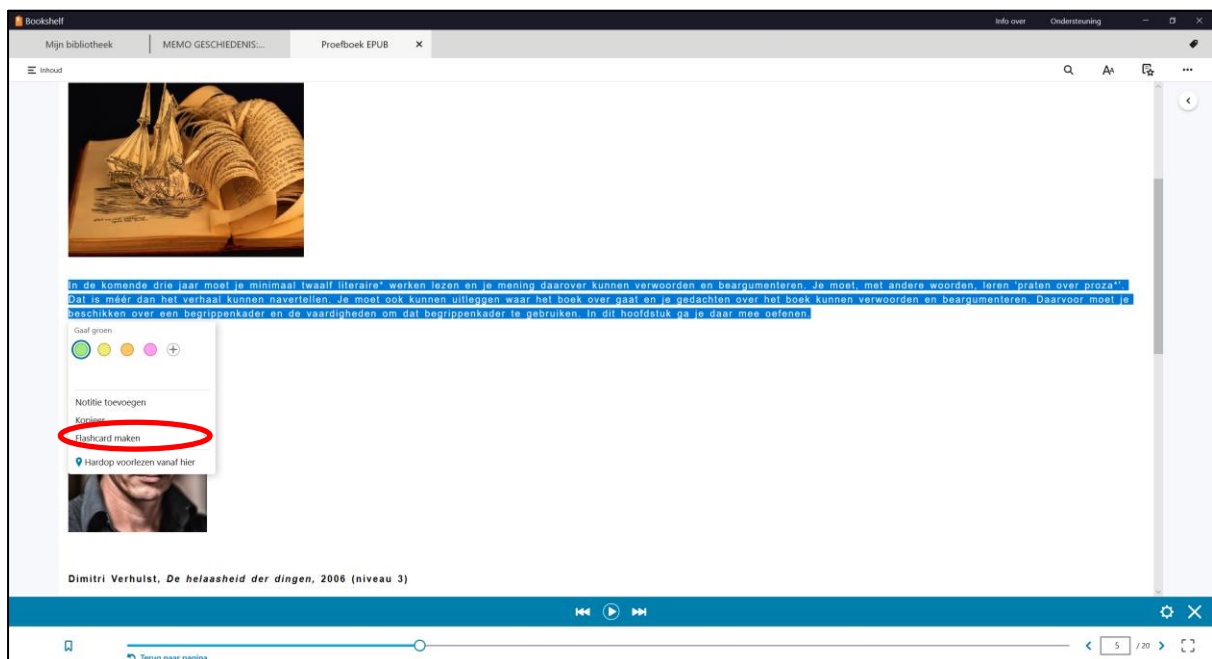 Bookshelf
Info over Ondersteuning
Mijn bibliotheek MEMO GESCHIEDENIS:... Proefboek EPUB
Inhoud
In de komende drie jaar moet je minimaal twaalf literaire* werken lezen en je mening daarover kunnen verwoorden en beargumenteren. Je moet, met andere woorden, leren 'praten over proza*'.
Dat is méér dan het verhaal kunnen navertellen. Je moet ook kunnen uitleggen waar het boek over gaat en je gedachten over het boek kunnen verwoorden en beargumenteren. Daarvoor moet je
beschikken over een begrippenkader en de vaardigheden om dat begrippenkader te gebruiken. In dit hoofdstuk ga je daar mee oefenen.
Gaaf groen
Notitie toevoegen
Kopieer
Flashcard maken
Hardop voorlezen vanaf hier
Dimitri Verhulst, De helaasheid der dingen, 2006 (niveau 3)
5 / 20
Terug naar pagina